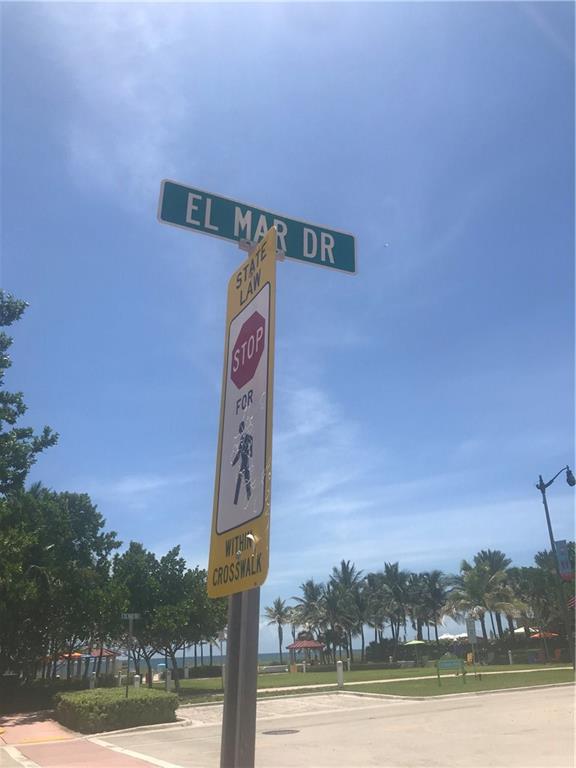 EL MAR DR
STATE
LAW
STOP
FOR
WITHIN
CROSSWALK